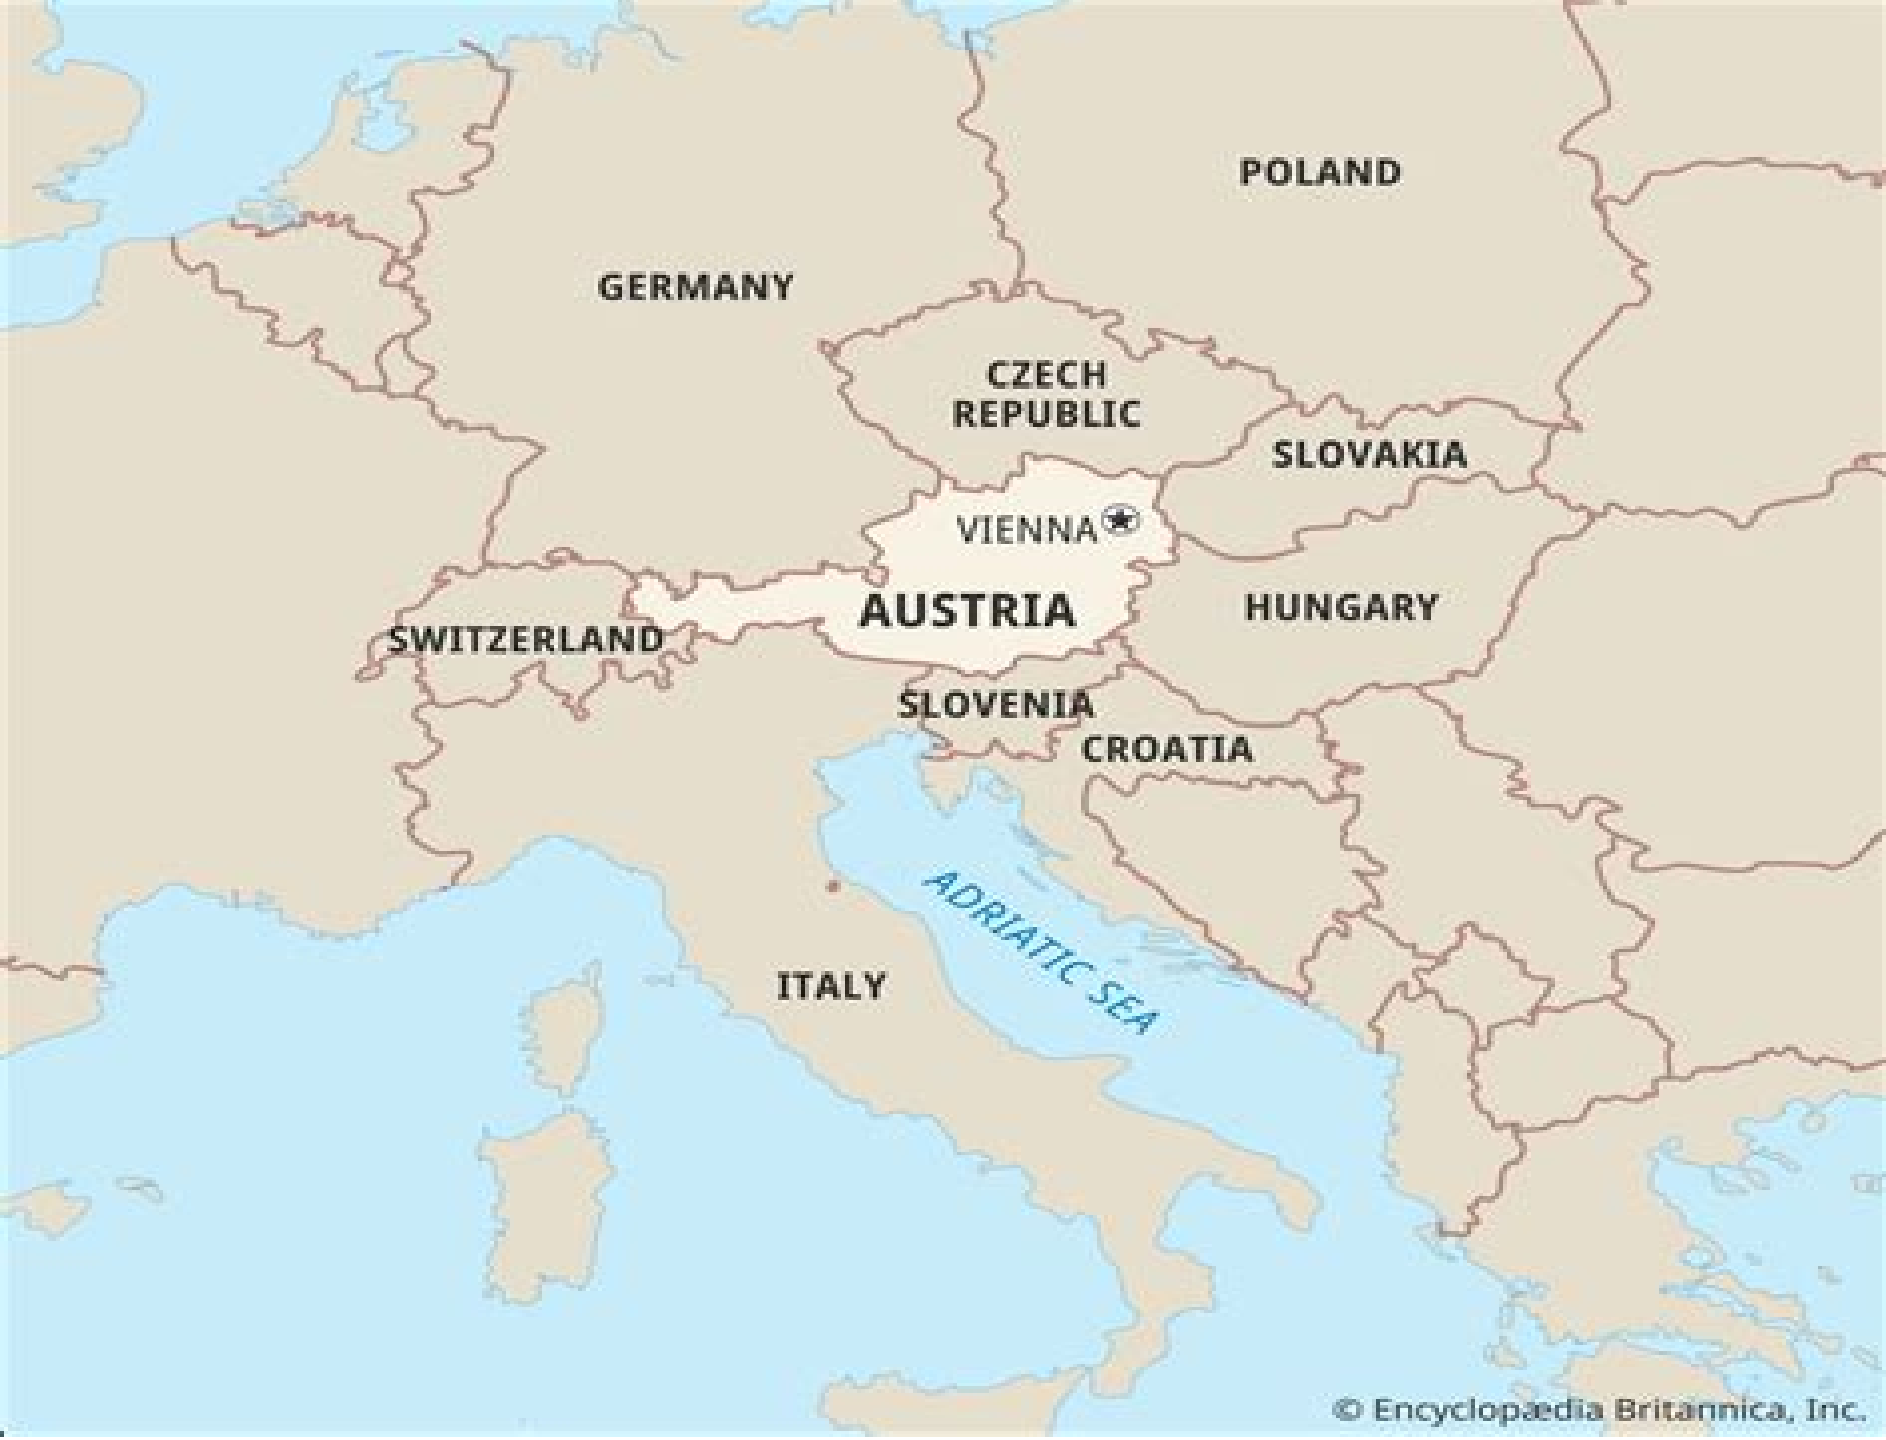 POLAND
GERMANY
CZECH
REPUBLIC
SLOVAKIA
VIENNA
AUSTRIA
HUNGARY
SWITZERLAND
SLOVENIA
CROATIA
ADRIATIC SEA
ITALY
© Encyclopædia Britannica, Inc.